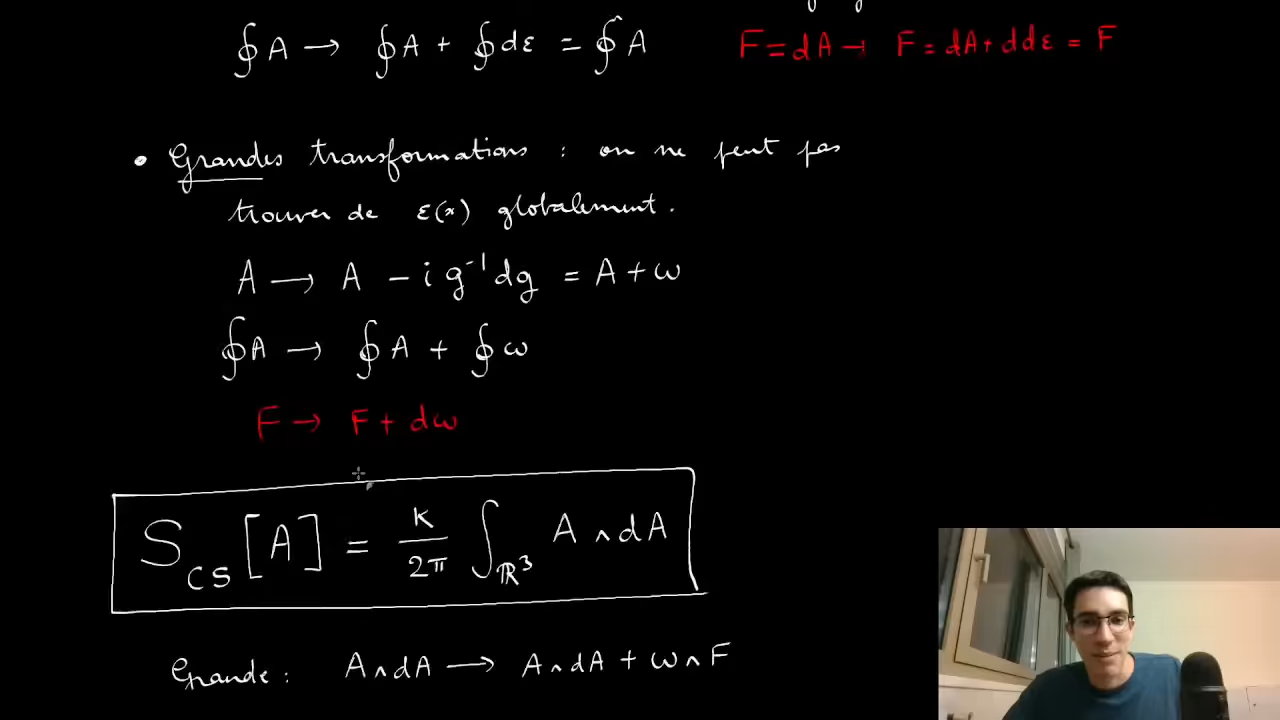 ∮A → ∮A + ∮dε = ∮A
F = dA → F = dA + ddε = F
• Grandes transformations : on ne peut pas
trouver de ε(x) globalement.
A → A − i g⁻¹dg = A + ω
∮A → ∮A + ∮ω
F → F + dω
S_CS [A] = K/2π ∫_ℝ³ A ∧ dA
Grande : A ∧ dA → A ∧ dA + ω ∧ F